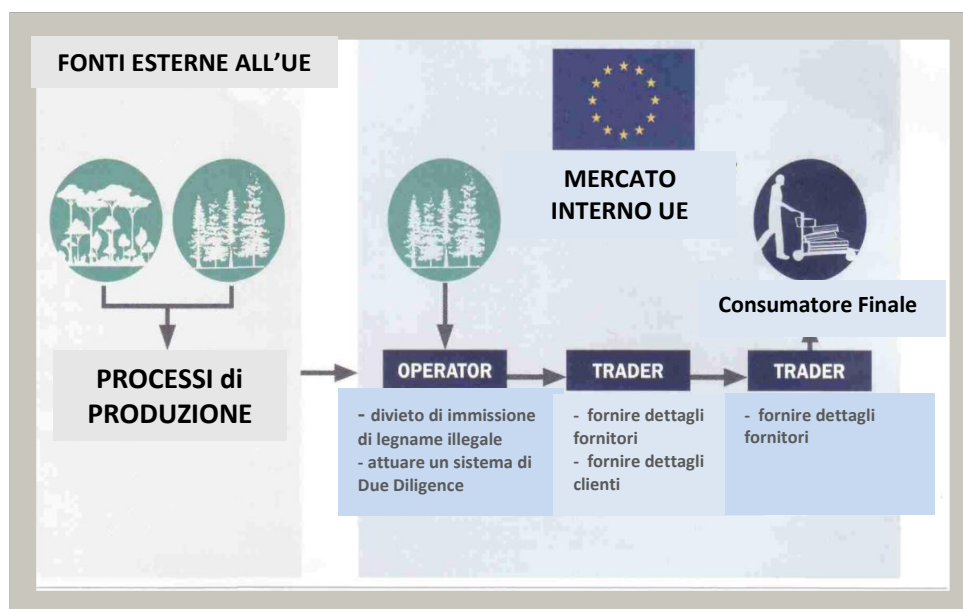 FONTI ESTERNE ALL’UE
MERCATO
INTERNO UE
Consumatore Finale
PROCESSI di
PRODUZIONE
OPERATOR
TRADER
TRADER
- divieto di immissione
di legname illegale
- attuare un sistema di
Due Diligence
- fornire dettagli
fornitori
- fornire dettagli
clienti
- fornire dettagli
fornitori